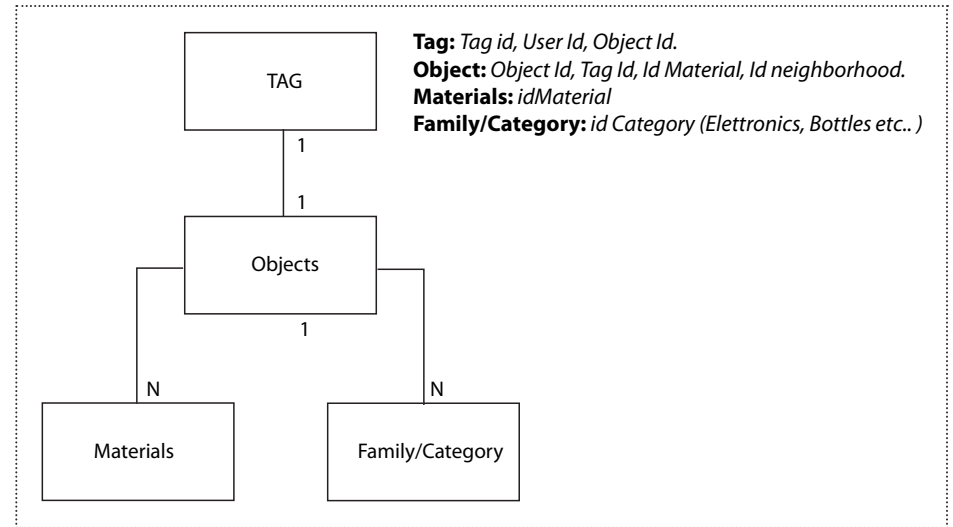 TAG
Tag: Tag id, User Id, Object Id.
Object: Object Id, Tag Id, Id Material, Id neighborhood.
Materials: idMaterial
Family/Category: id Category (Elettronics, Bottles etc.. )
1
1
Objects
1
N
N
Materials
Family/Category